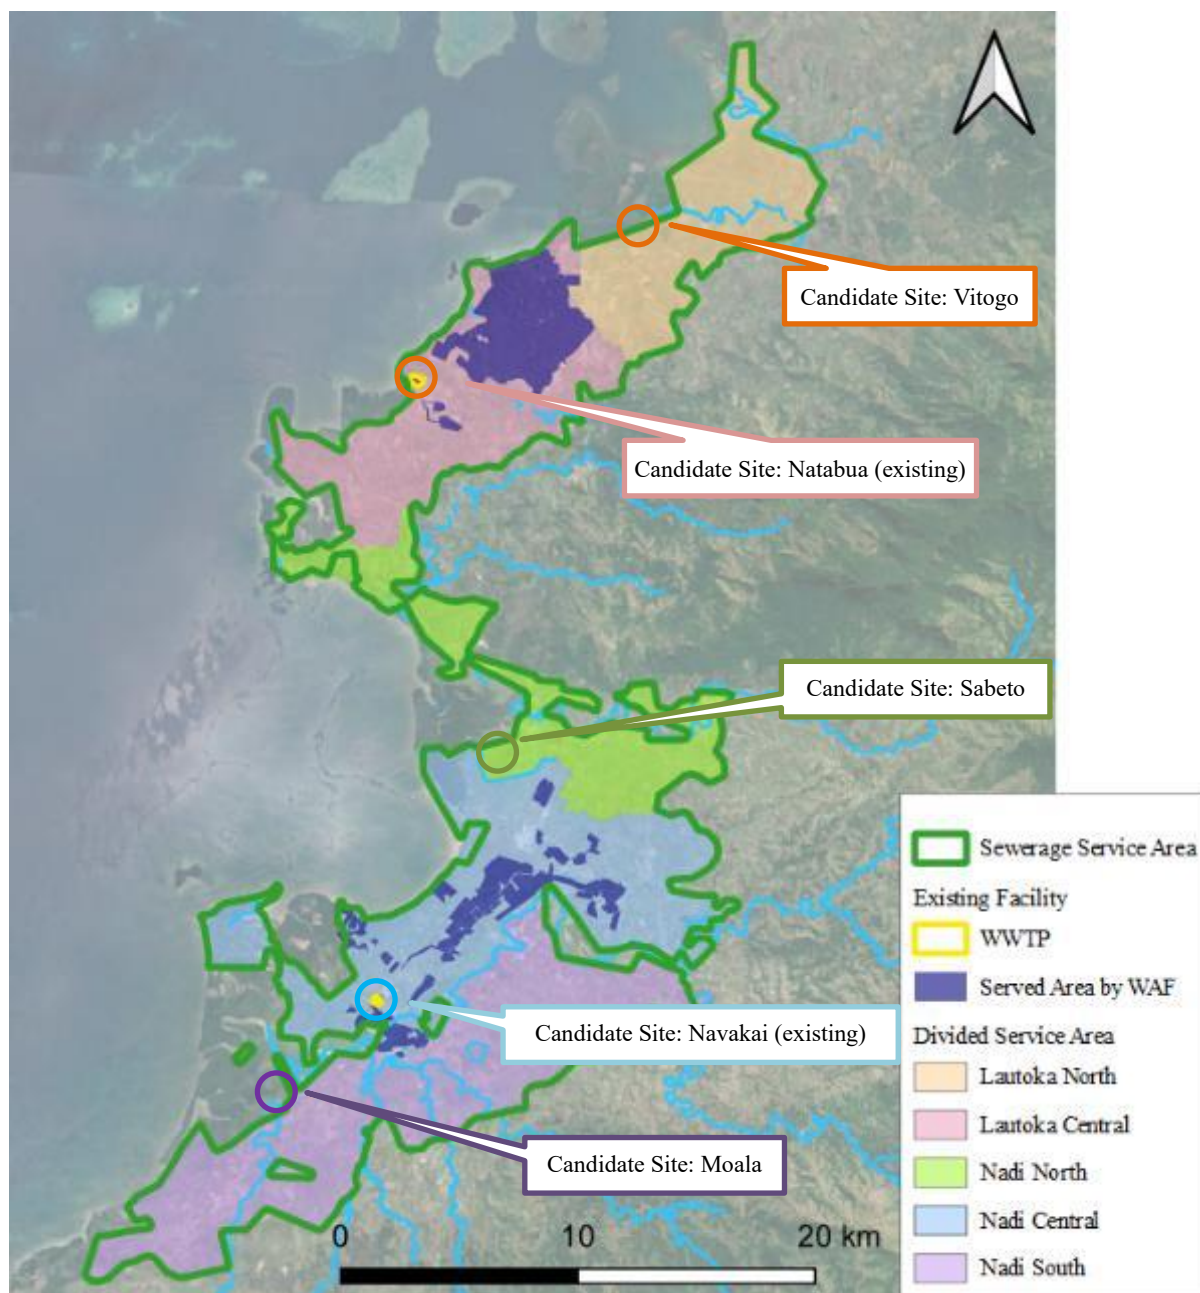 Candidate Site: Vitogo
Candidate Site: Natabua (existing)
Candidate Site: Sabeto
Candidate Site: Navakai (existing)
Candidate Site: Moala
Sewerage Service Area
Existing Facility
WWTP
Served Area by WAF
Divided Service Area
Lautoka North
Lautoka Central
Nadi North
Nadi Central
Nadi South
0 10 20 km